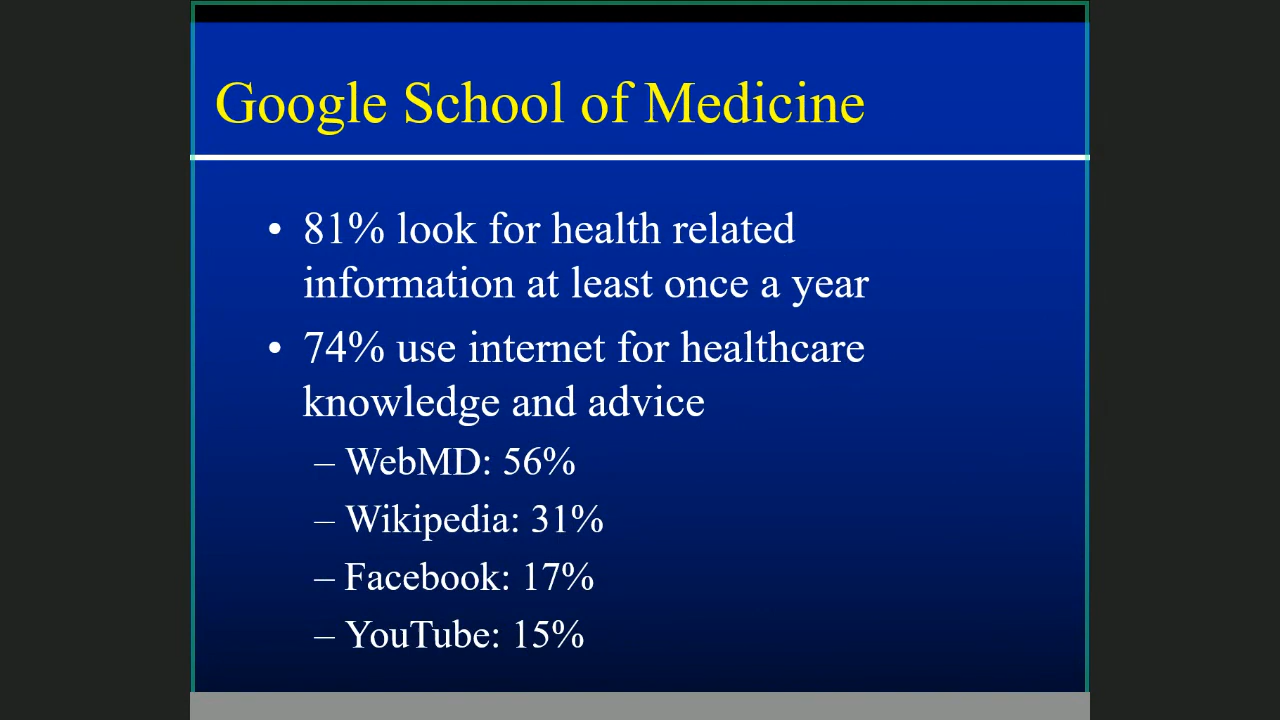 Google School of Medicine
• 81% look for health related
information at least once a year
• 74% use internet for healthcare
knowledge and advice
– WebMD: 56%
– Wikipedia: 31%
– Facebook: 17%
– YouTube: 15%